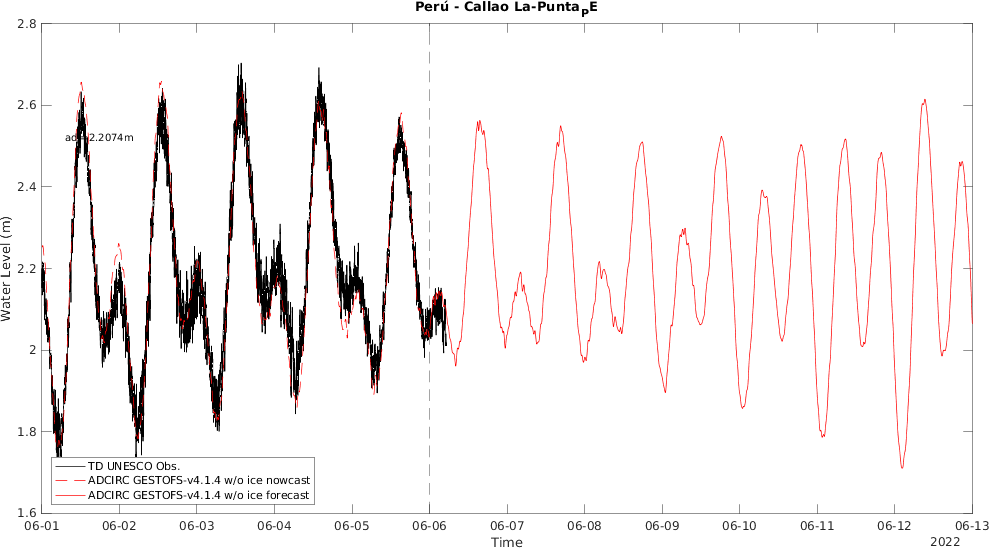 Perú - Callao La-Punta_PE
2.8
2.6
2.4
2.2
2
1.8
1.6
Water Level (m)
2.2074m
TD UNESCO Obs.
ADCIRC GESTOFS-v4.1.4 w/o ice nowcast
ADCIRC GESTOFS-v4.1.4 w/o ice forecast
06-01 06-02 06-03 06-04 06-05 06-06 06-07 06-08 06-09 06-10 06-11 06-12 06-13
Time
2022